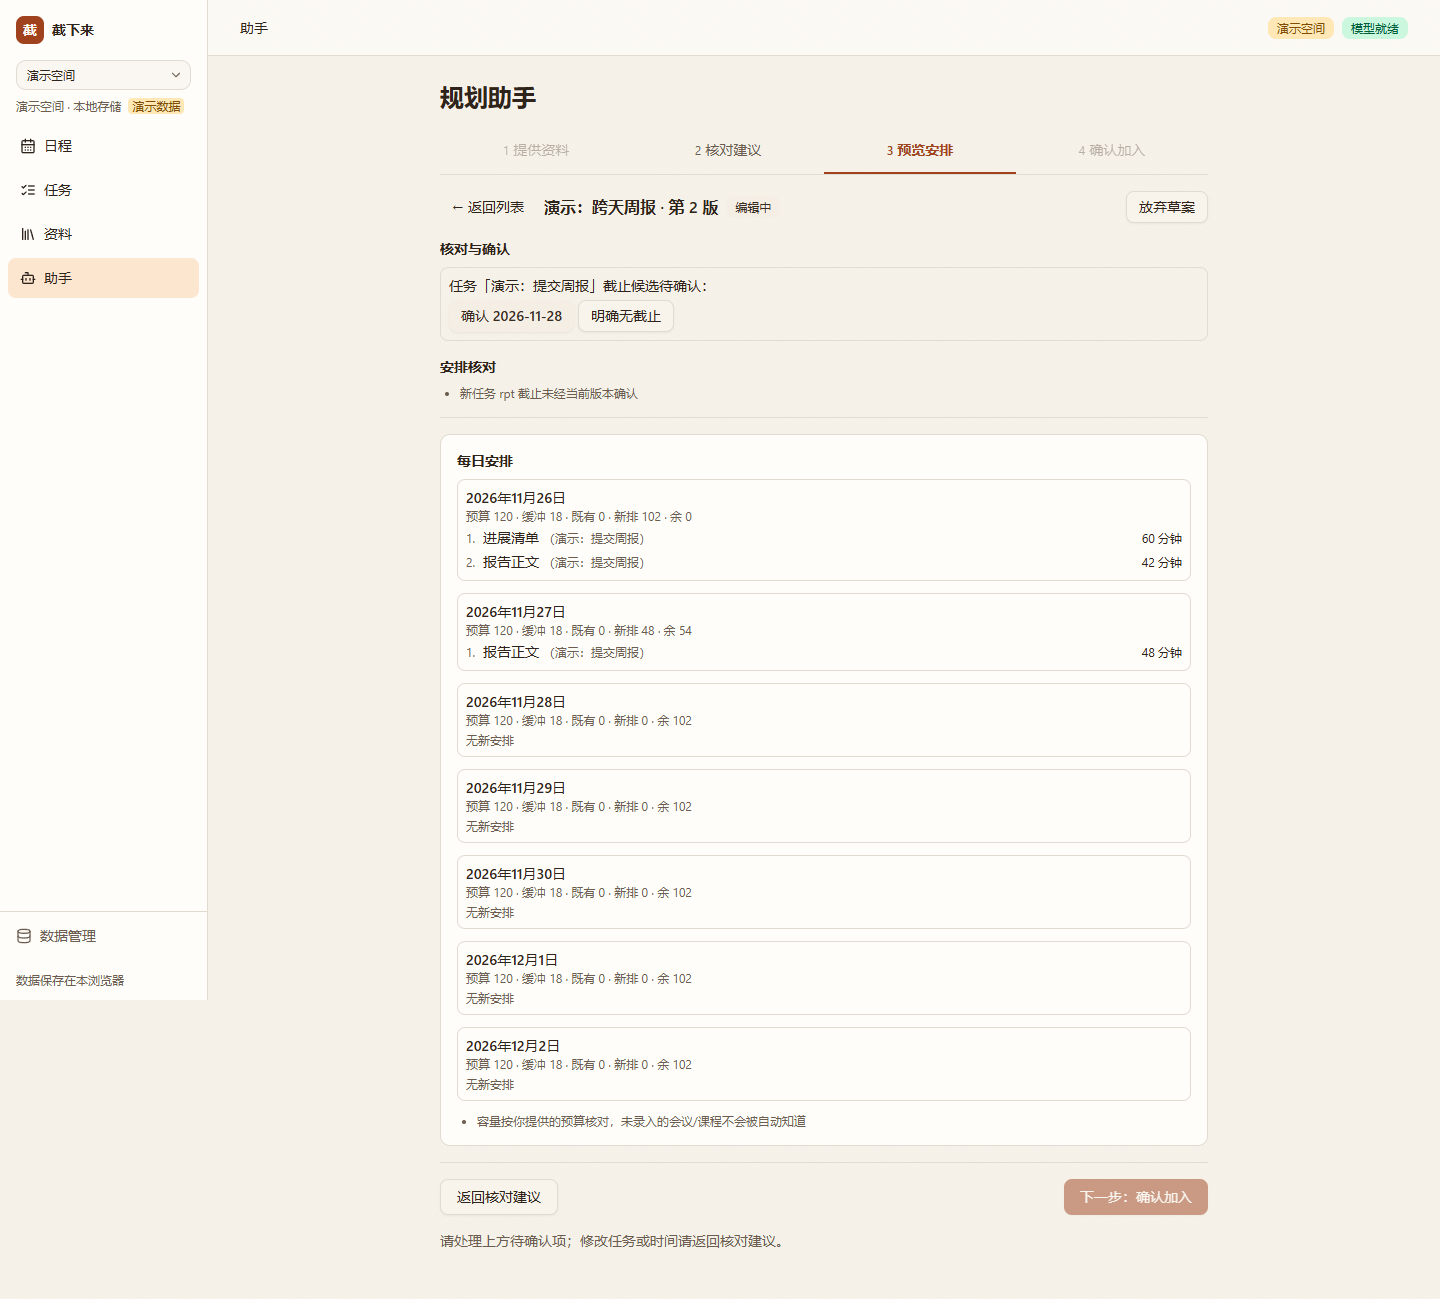 截 截下来
演示空间
演示空间 · 本地存储 演示数据
日程
任务
资料
助手
数据管理
数据保存在本浏览器
助手
演示空间 模型就绪
规划助手
1 提供资料 2 核对建议 3 预览安排 4 确认加入
← 返回列表 演示：跨天周报 · 第 2 版 编辑中 放弃草案
核对与确认
任务「演示：提交周报」截止候选待确认：
确认 2026-11-28 明确无截止
安排核对
• 新任务 rpt 截止未经当前版本确认
每日安排
2026年11月26日
预算 120 · 缓冲 18 · 既有 0 · 新排 102 · 余 0
1. 进展清单 （演示：提交周报） 60 分钟
2. 报告正文 （演示：提交周报） 42 分钟
2026年11月27日
预算 120 · 缓冲 18 · 既有 0 · 新排 48 · 余 54
1. 报告正文 （演示：提交周报） 48 分钟
2026年11月28日
预算 120 · 缓冲 18 · 既有 0 · 新排 0 · 余 102
无新安排
2026年11月29日
预算 120 · 缓冲 18 · 既有 0 · 新排 0 · 余 102
无新安排
2026年11月30日
预算 120 · 缓冲 18 · 既有 0 · 新排 0 · 余 102
无新安排
2026年12月1日
预算 120 · 缓冲 18 · 既有 0 · 新排 0 · 余 102
无新安排
2026年12月2日
预算 120 · 缓冲 18 · 既有 0 · 新排 0 · 余 102
无新安排
• 容量按你提供的预算核对，未录入的会议/课程不会被自动知道
返回核对建议 下一步：确认加入
请处理上方待确认项；修改任务或时间请返回核对建议。